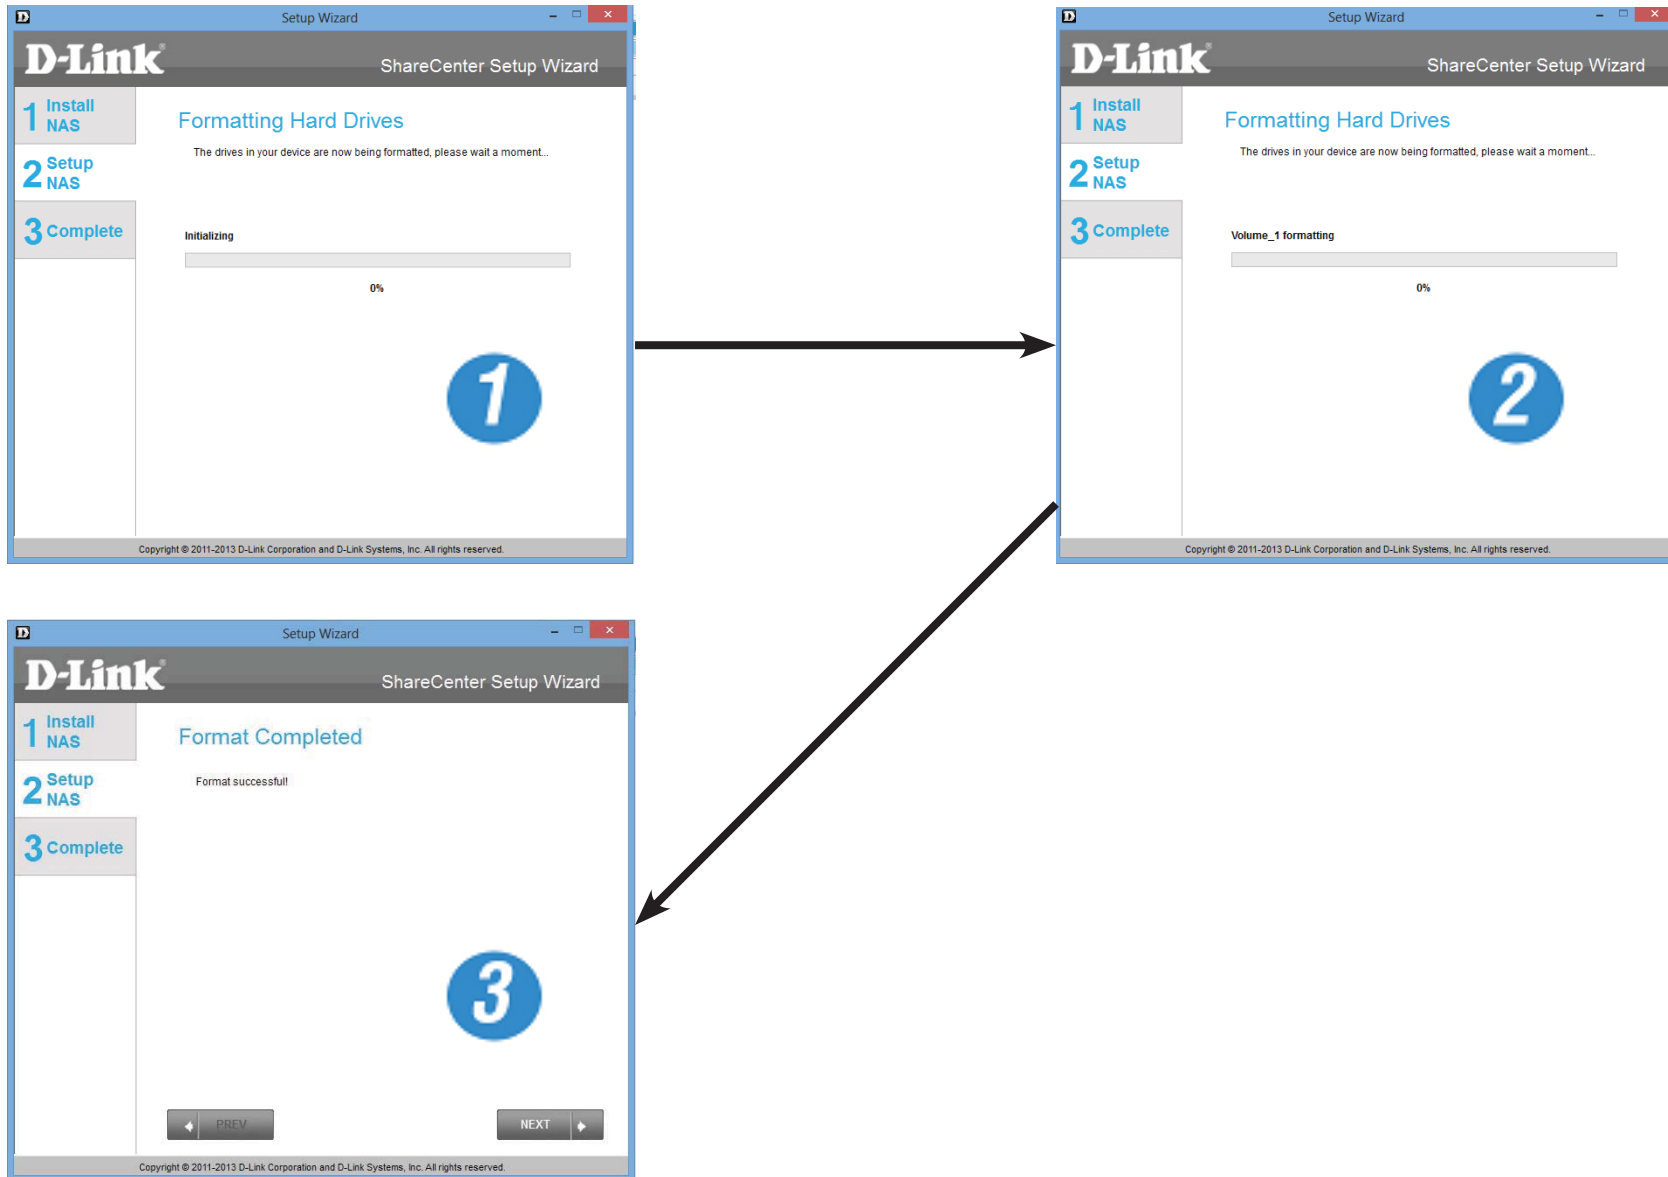 Setup Wizard
D-Link
ShareCenter Setup Wizard
1 Install
NAS
2 Setup
NAS
3 Complete
Formatting Hard Drives
The drives in your device are now being formatted, please wait a moment...
Initializing
0%
1
Copyright © 2011-2013 D-Link Corporation and D-Link Systems, Inc. All rights reserved.
Setup Wizard
D-Link
ShareCenter Setup Wizard
1 Install
NAS
2 Setup
NAS
3 Complete
Formatting Hard Drives
The drives in your device are now being formatted, please wait a moment...
Volume_1 formatting
0%
2
Copyright © 2011-2013 D-Link Corporation and D-Link Systems, Inc. All rights reserved.
Setup Wizard
D-Link
ShareCenter Setup Wizard
1 Install
NAS
2 Setup
NAS
3 Complete
Format Completed
Format successful!
3
PREV
NEXT
Copyright © 2011-2013 D-Link Corporation and D-Link Systems, Inc. All rights reserved.